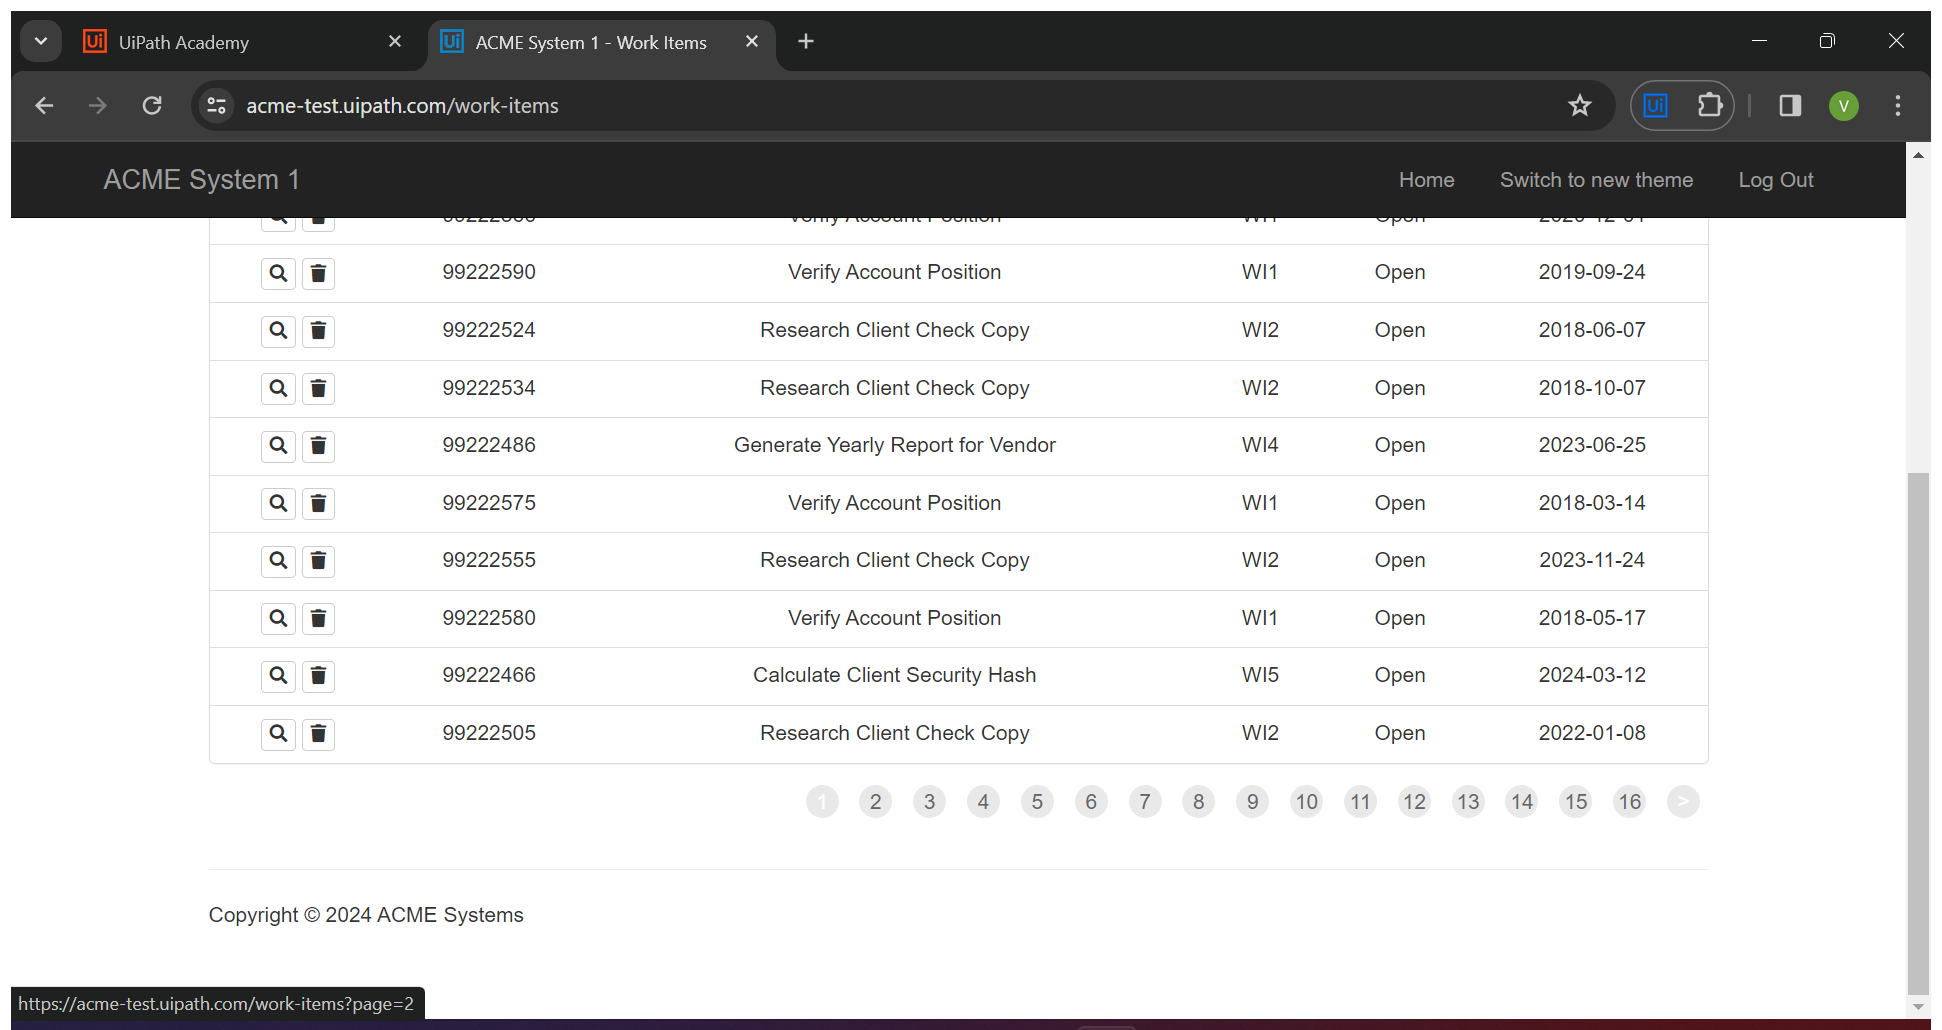 UiPath Academy
ACME System 1 - Work Items
acme-test.uipath.com/work-items
V
ACME System 1 Home Switch to new theme Log Out
Verify Account Position WI1 Open
99222590 Verify Account Position WI1 Open 2019-09-24
99222524 Research Client Check Copy WI2 Open 2018-06-07
99222534 Research Client Check Copy WI2 Open 2018-10-07
99222486 Generate Yearly Report for Vendor WI4 Open 2023-06-25
99222575 Verify Account Position WI1 Open 2018-03-14
99222555 Research Client Check Copy WI2 Open 2023-11-24
99222580 Verify Account Position WI1 Open 2018-05-17
99222466 Calculate Client Security Hash WI5 Open 2024-03-12
99222505 Research Client Check Copy WI2 Open 2022-01-08
1 2 3 4 5 6 7 8 9 10 11 12 13 14 15 16 >
Copyright © 2024 ACME Systems
https://acme-test.uipath.com/work-items?page=2